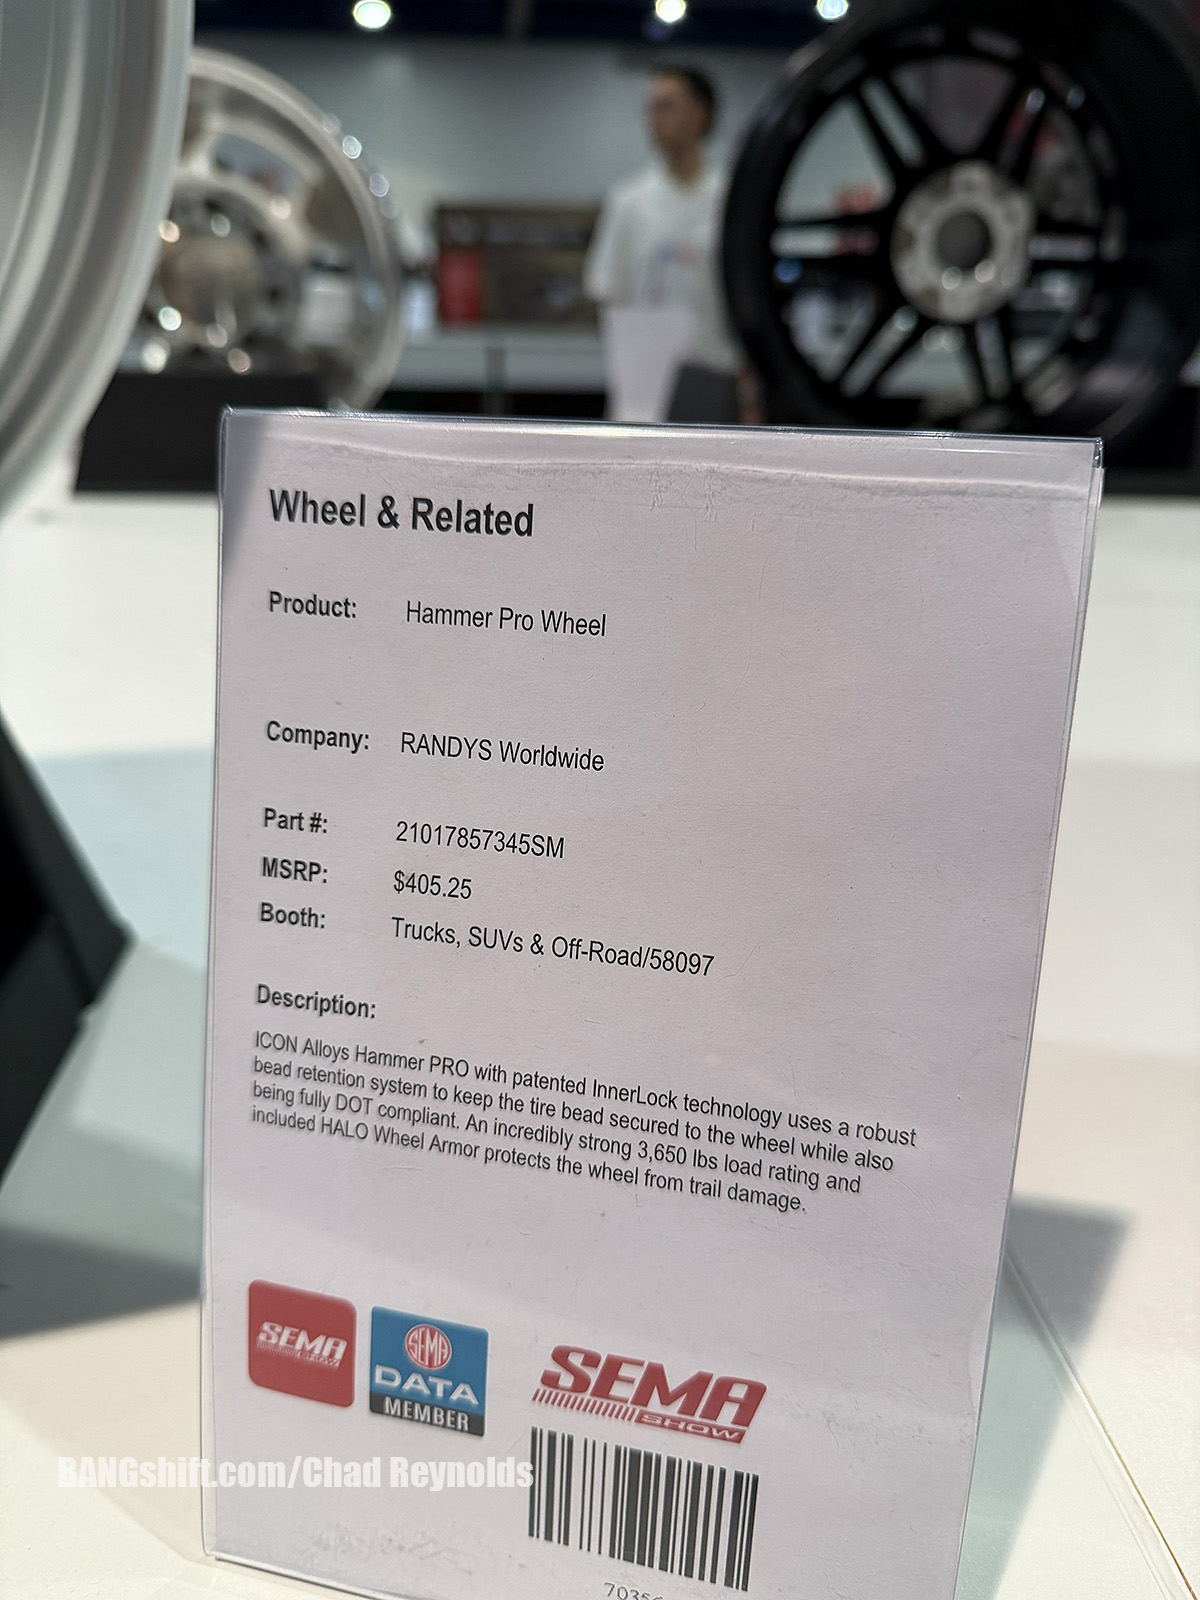 Wheel & Related
Product: Hammer Pro Wheel
Company: RANDYS Worldwide
Part #: 21017857345SM
MSRP: $405.25
Booth: Trucks, SUVs & Off-Road/58097
Description:
ICON Alloys Hammer PRO with patented InnerLock technology uses a robust
bead retention system to keep the tire bead secured to the wheel while also
being fully DOT compliant. An incredibly strong 3,650 lbs load rating and
included HALO Wheel Armor protects the wheel from trail damage.
SEMA
SHOW
SEMA
DATA
MEMBER
SEMA
SHOW
BANGshift.com/Chad Reynolds